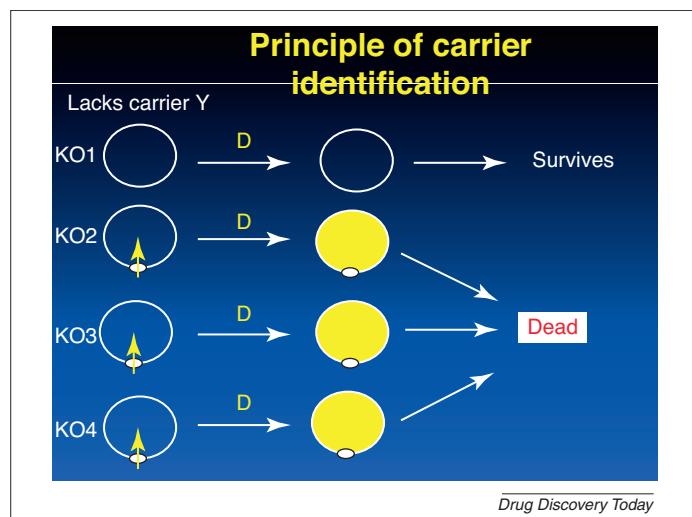 Principle of carrier
identification
Lacks carrier Y
KO1
D
Survives
KO2
D
KO3
D
Dead
KO4
D
Drug Discovery Today